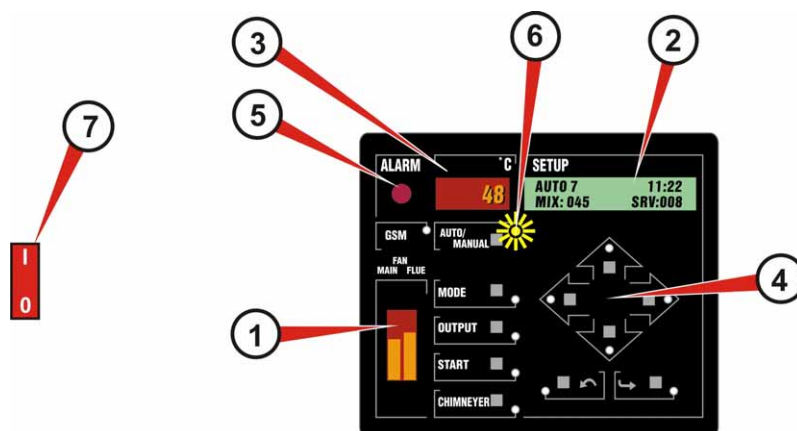 3
6
2
5
7
ALARM
°C
SETUP
48
AUTO 7 11:22
MIX: 045 SRV:008
GSM
AUTO/
MANUAL
I
0
FAN
MAIN FLUE
MODE
4
1
OUTPUT
START
CHIMNEYER